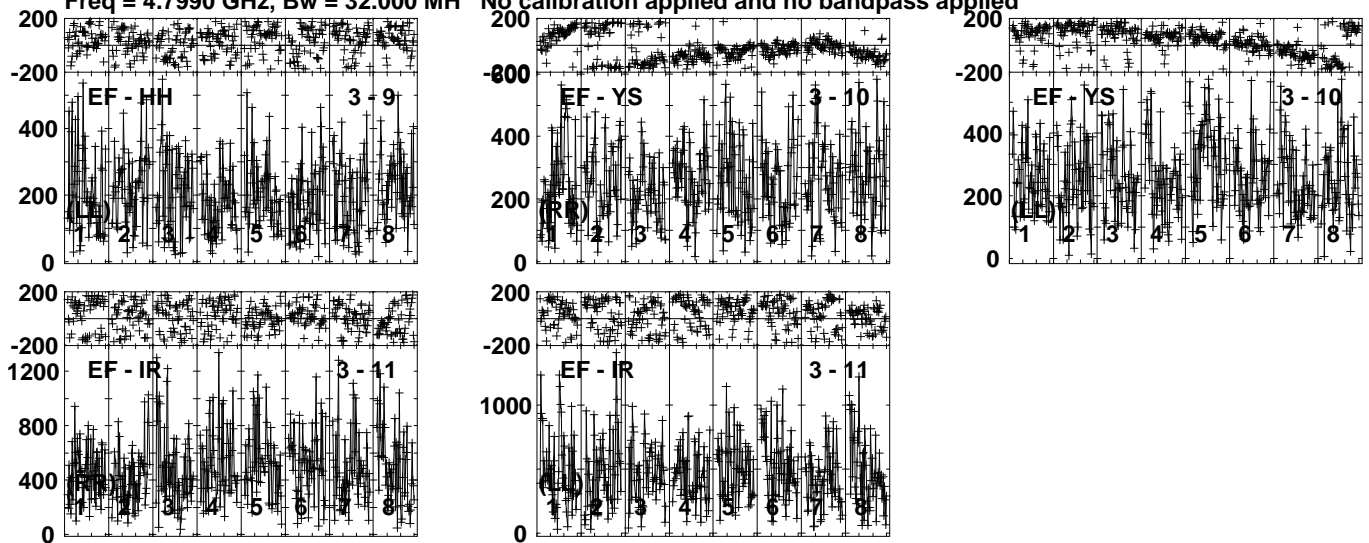 Freq = 4.7990 GHz, Bw = 32.000 MH No calibration applied and no bandpass applied
200
-200
EF - HH 3 - 9
400
200
0
(LL)
1 2 3 4 5 6 7 8
200
-200
600
EF - YS 3 - 10
400
200
0
(RR)
1 2 3 4 5 6 7 8
200
-200
EF - YS 3 - 10
400
200
0
(LL)
1 2 3 4 5 6 7 8
200
-200
EF - IR 3 - 11
1200
800
400
0
(RR)
1 2 3 4 5 6 7 8
200
-200
EF - IR 3 - 11
1000
0
(LL)
1 2 3 4 5 6 7 8